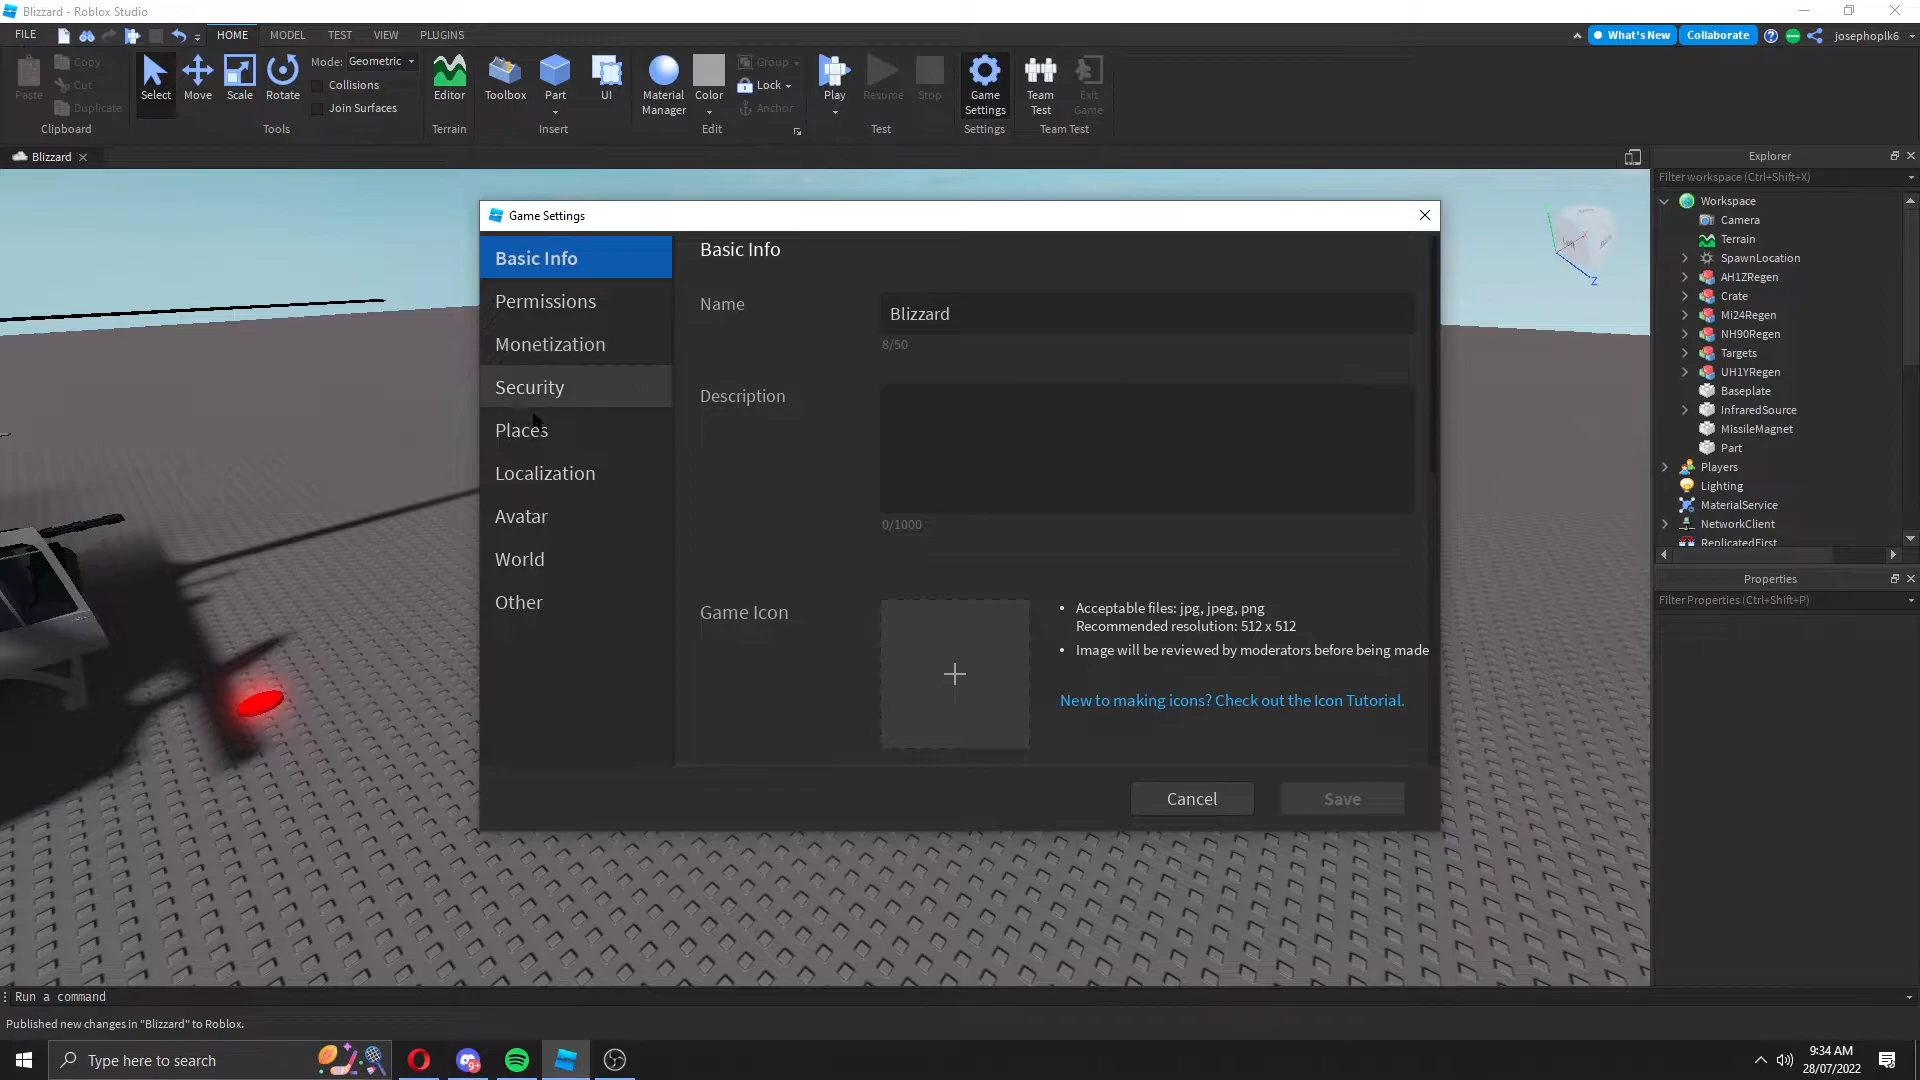 Blizzard - Roblox Studio
FILE
HOME
MODEL
TEST
VIEW
PLUGINS
What's New
Collaborate
josephoplk6
Paste
Copy
Cut
Duplicate
Clipboard
Select
Move
Scale
Rotate
Mode: Geometric
Collisions
Join Surfaces
Tools
Editor
Terrain
Toolbox
Part
UI
Insert
Material
Manager
Color
Group
Lock
Anchor
Edit
Play
Resume
Stop
Test
Game
Settings
Settings
Team
Test
Exit
Game
Team Test
Blizzard
Game Settings
Basic Info
Permissions
Monetization
Security
Places
Localization
Avatar
World
Other
Basic Info
Name
Blizzard
8/50
Description
0/1000
Game Icon
• Acceptable files: jpg, jpeg, png
Recommended resolution: 512 x 512
• Image will be reviewed by moderators before being made
New to making icons? Check out the Icon Tutorial.
Cancel
Save
Z
Explorer
Filter workspace (Ctrl+Shift+X)
Workspace
Camera
Terrain
SpawnLocation
AH1ZRegen
Crate
Mi24Regen
NH90Regen
Targets
UH1YRegen
Baseplate
InfraredSource
MissileMagnet
Part
Players
Lighting
MaterialService
NetworkClient
ReplicatedFirst
Properties
Filter Properties (Ctrl+Shift+P)
Run a command
Published new changes in "Blizzard" to Roblox.
Type here to search
9+
9:34 AM
28/07/2022